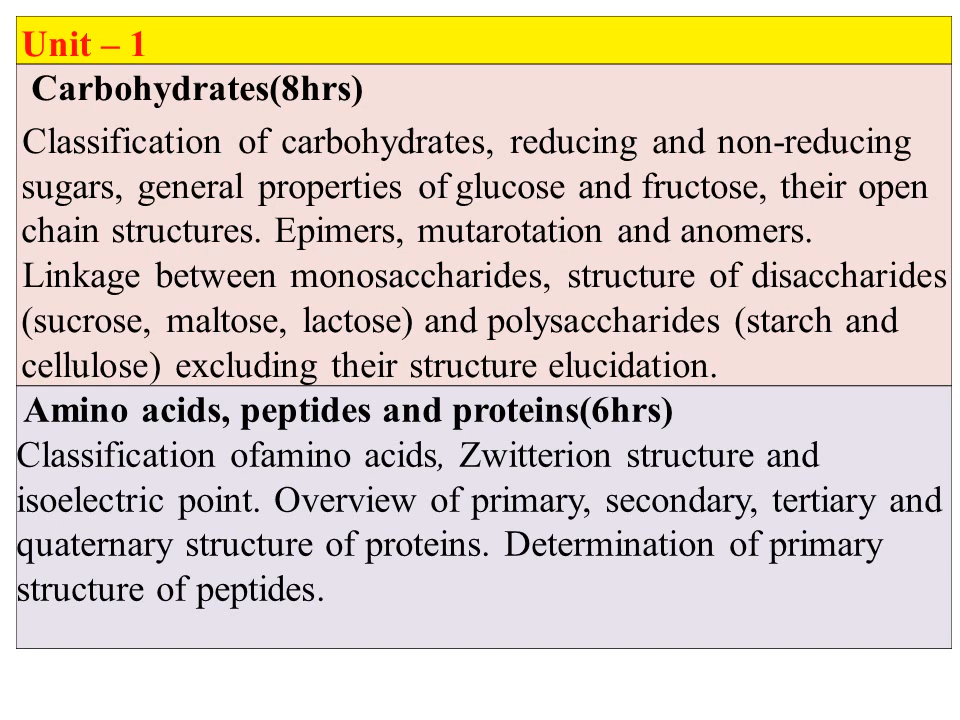 Unit – 1
Carbohydrates(8hrs)
Classification of carbohydrates, reducing and non-reducing
sugars, general properties of glucose and fructose, their open
chain structures. Epimers, mutarotation and anomers.
Linkage between monosaccharides, structure of disaccharides
(sucrose, maltose, lactose) and polysaccharides (starch and
cellulose) excluding their structure elucidation.
Amino acids, peptides and proteins(6hrs)
Classification ofamino acids, Zwitterion structure and
isoelectric point. Overview of primary, secondary, tertiary and
quaternary structure of proteins. Determination of primary
structure of peptides.